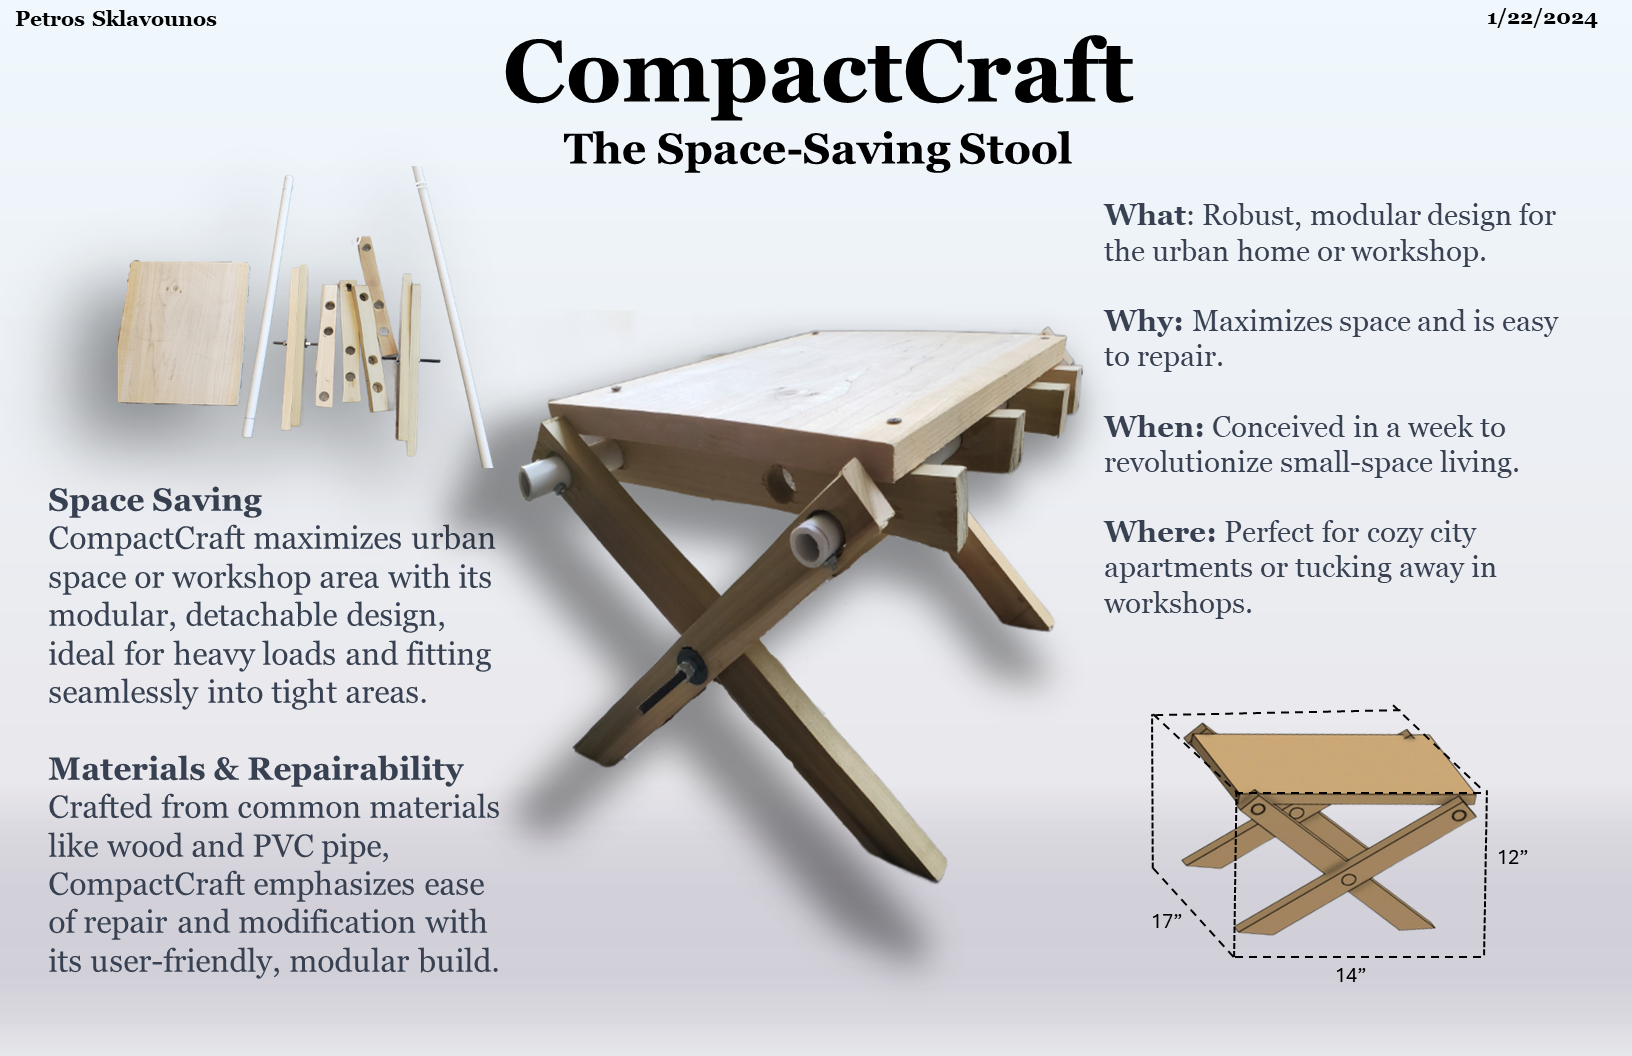 Petros Sklavounos
1/22/2024
CompactCraft
The Space-Saving Stool
What: Robust, modular design for
the urban home or workshop.
Why: Maximizes space and is easy
to repair.
When: Conceived in a week to
revolutionize small-space living.
Where: Perfect for cozy city
apartments or tucking away in
workshops.
Space Saving
CompactCraft maximizes urban
space or workshop area with its
modular, detachable design,
ideal for heavy loads and fitting
seamlessly into tight areas.
Materials & Repairability
Crafted from common materials
like wood and PVC pipe,
CompactCraft emphasizes ease
of repair and modification with
its user-friendly, modular build.
12”
17”
14”